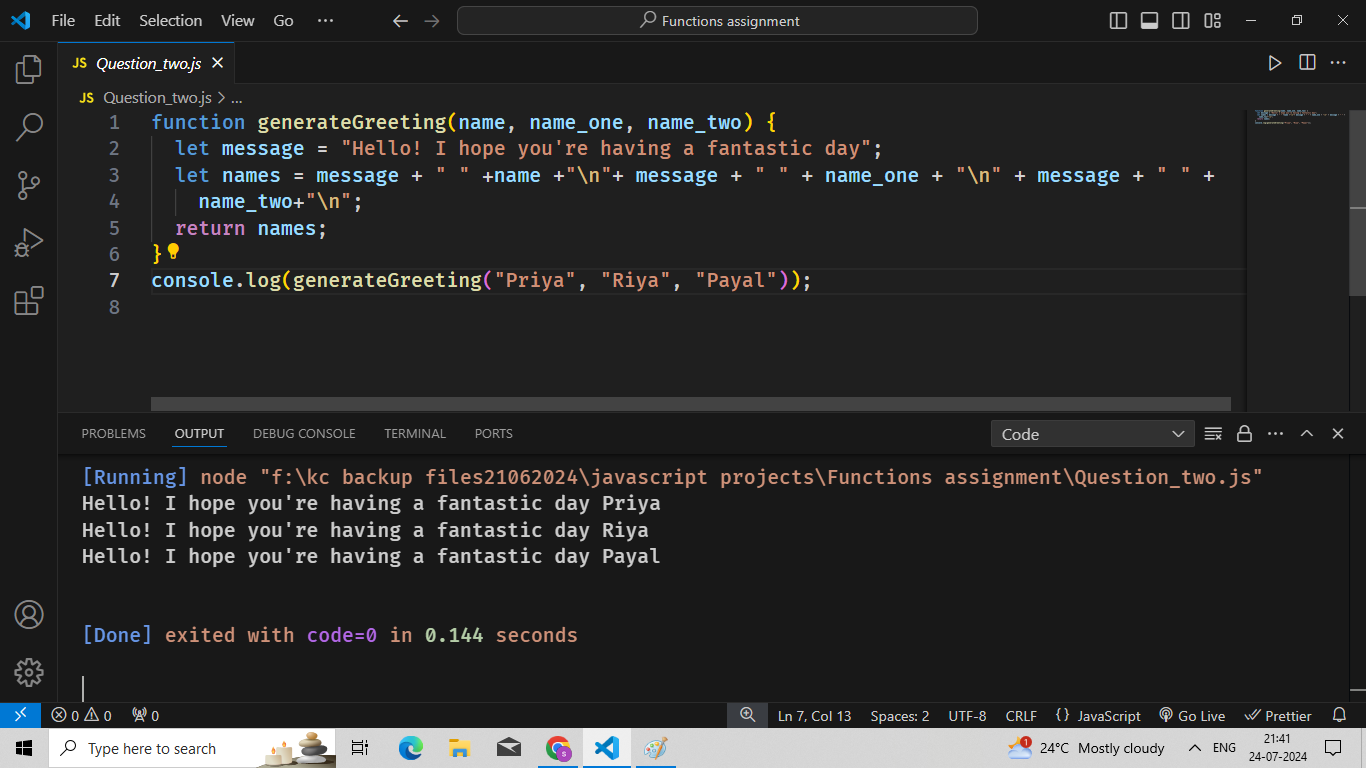 File Edit Selection View Go ··· Functions assignment
JS Question_two.js
JS Question_two.js > ...
1 function generateGreeting(name, name_one, name_two) {
2 let message = "Hello! I hope you're having a fantastic day";
3 let names = message + " " +name +"\n"+ message + " " + name_one + "\n" + message + " " +
4 name_two+"\n";
5 return names;
6 }
7 console.log(generateGreeting("Priya", "Riya", "Payal"));
8
PROBLEMS OUTPUT DEBUG CONSOLE TERMINAL PORTS Code
[Running] node "f:\kc backup files21062024\javascript projects\Functions assignment\Question_two.js"
Hello! I hope you're having a fantastic day Priya
Hello! I hope you're having a fantastic day Riya
Hello! I hope you're having a fantastic day Payal
[Done] exited with code=0 in 0.144 seconds
0 0 0 Ln 7, Col 13 Spaces: 2 UTF-8 CRLF {} JavaScript Go Live Prettier
Type here to search S 1 24°C Mostly cloudy ENG 21:41
24-07-2024